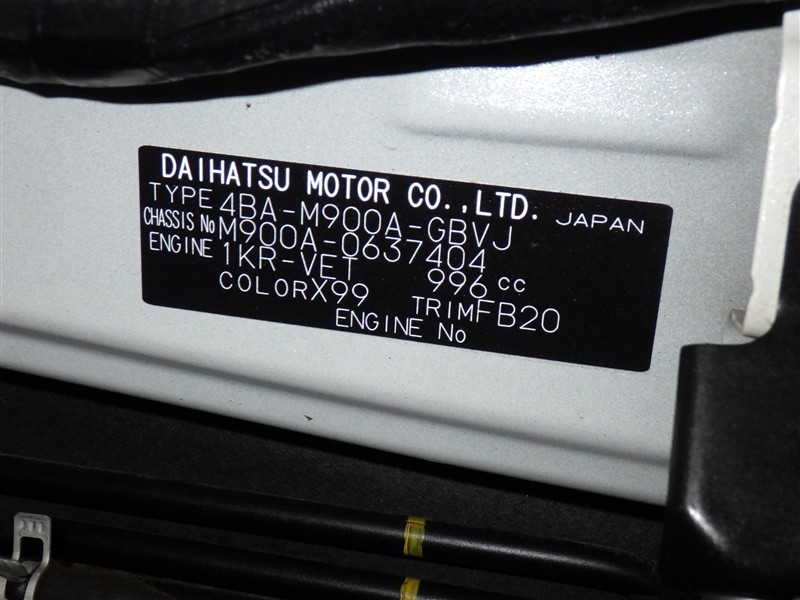 DAIHATSU MOTOR CO.,LTD. JAPAN
TYPE 4BA-M900A-GBVJ
CHASSIS No M900A-0637404
ENGINE 1KR-VET 996 cc
COLOR X99 TRIM FB20
ENGINE No